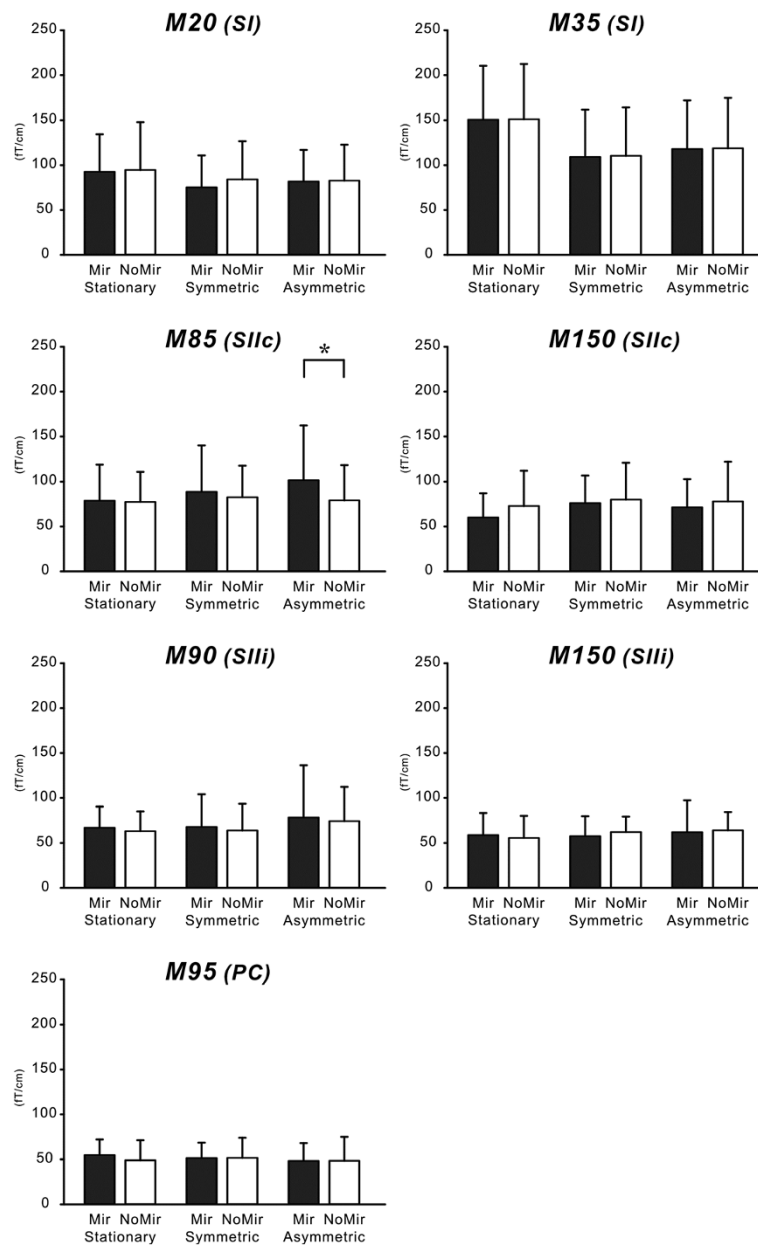 M20 (SI)
250
200
150
100
50
0
(fT/cm)
Mir NoMir Mir NoMir Mir NoMir
Stationary Symmetric Asymmetric
M35 (SI)
250
200
150
100
50
0
(fT/cm)
Mir NoMir Mir NoMir Mir NoMir
Stationary Symmetric Asymmetric
M85 (SIIc)
*
250
200
150
100
50
0
(fT/cm)
Mir NoMir Mir NoMir Mir NoMir
Stationary Symmetric Asymmetric
M150 (SIIc)
250
200
150
100
50
0
(fT/cm)
Mir NoMir Mir NoMir Mir NoMir
Stationary Symmetric Asymmetric
M90 (SIIi)
250
200
150
100
50
0
(fT/cm)
Mir NoMir Mir NoMir Mir NoMir
Stationary Symmetric Asymmetric
M150 (SIIi)
250
200
150
100
50
0
(fT/cm)
Mir NoMir Mir NoMir Mir NoMir
Stationary Symmetric Asymmetric
M95 (PC)
250
200
150
100
50
0
(fT/cm)
Mir NoMir Mir NoMir Mir NoMir
Stationary Symmetric Asymmetric